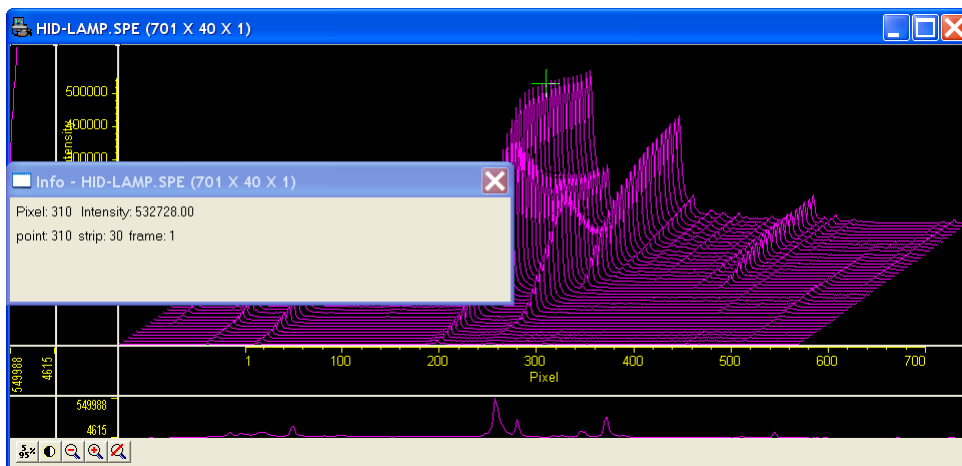 HID-LAMP.SPE (701 X 40 X 1)
500000
400000
Info - HID-LAMP.SPE (701 X 40 X 1)
Pixel: 310 Intensity: 532728.00
point: 310 strip: 30 frame: 1
549988
4615
1 100 200 300 400 500 600 700
Pixel
549988
4615
5 95%